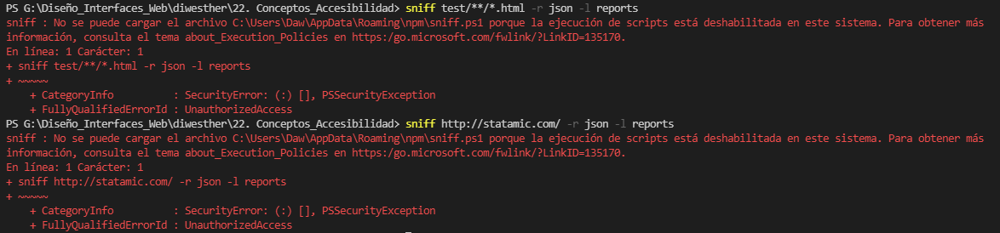 PS G:\Diseño_Interfaces_Web\diwesther\22. Conceptos_Accesibilidad> sniff test/**/*.html -r json -l reports
sniff : No se puede cargar el archivo C:\Users\Daw\AppData\Roaming\npm\sniff.ps1 porque la ejecución de scripts está deshabilitada en este sistema. Para obtener más
información, consulta el tema about_Execution_Policies en https:/go.microsoft.com/fwlink/?LinkID=135170.
En línea: 1 Carácter: 1
+ sniff test/**/*.html -r json -l reports
+ ~~~~~
    + CategoryInfo          : SecurityError: (:) [], PSSecurityException
    + FullyQualifiedErrorId : UnauthorizedAccess
PS G:\Diseño_Interfaces_Web\diwesther\22. Conceptos_Accesibilidad> sniff http://statamic.com/ -r json -l reports
sniff : No se puede cargar el archivo C:\Users\Daw\AppData\Roaming\npm\sniff.ps1 porque la ejecución de scripts está deshabilitada en este sistema. Para obtener más
información, consulta el tema about_Execution_Policies en https:/go.microsoft.com/fwlink/?LinkID=135170.
En línea: 1 Carácter: 1
+ sniff http://statamic.com/ -r json -l reports
+ ~~~~~
    + CategoryInfo          : SecurityError: (:) [], PSSecurityException
    + FullyQualifiedErrorId : UnauthorizedAccess